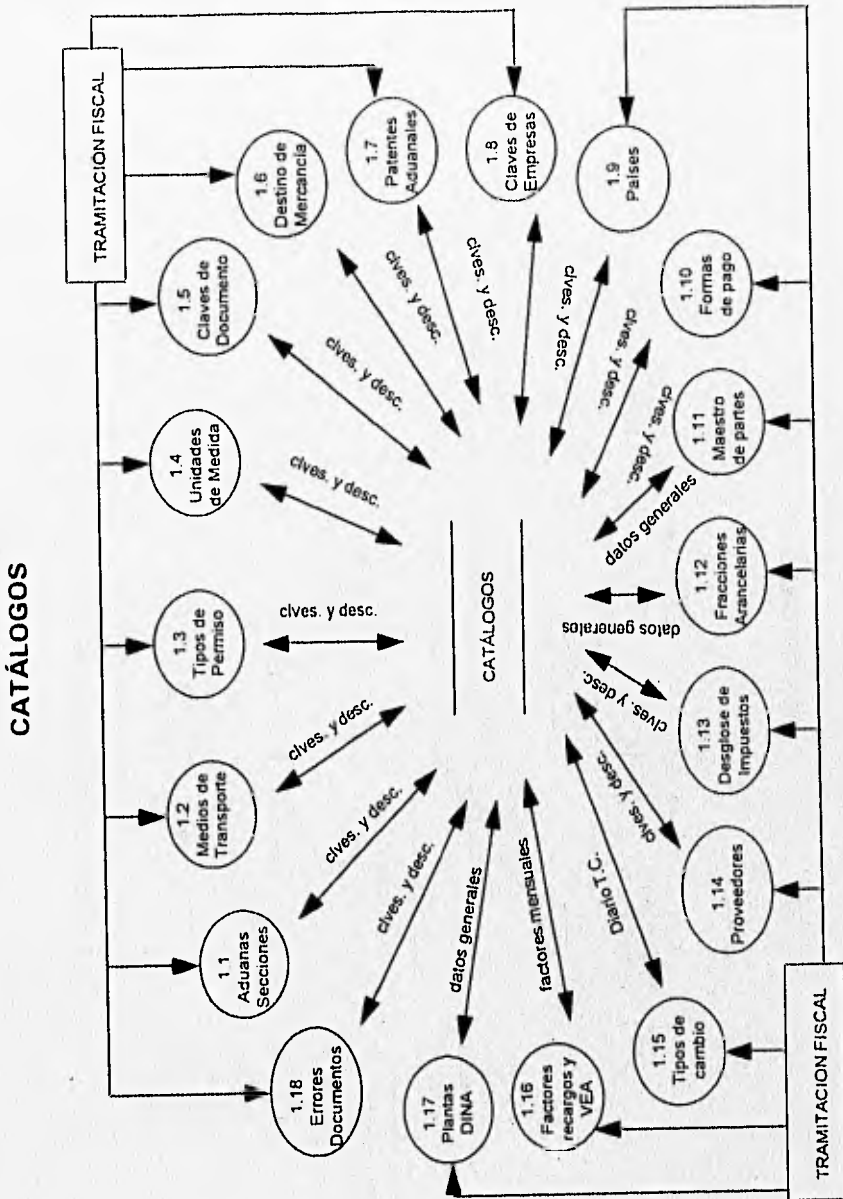 CATÁLOGOS
TRAMITACIÓN FISCAL
1.1
Aduanas
Secciones
clves. y desc.
1.2
Medios de
Transporte
clves. y desc.
1.3
Tipos de
Permiso
clves. y desc.
1.4
Unidades
de Medida
clves. y desc.
1.5
Claves de
Documento
clves. y desc.
1.6
Destino de
Mercancía
clves. y desc.
1.7
Patentes
Aduanales
clves. y desc.
1.8
Claves de
Empresas
clves. y desc.
1.9
Países
clves. y desc.
1.10
Formas
de pago
clves. y desc.
1.11
Maestro
de partes
datos generales
1.12
Fracciones
Arancelarias
datos generales
1.13
Desglose de
Impuestos
clves. y desc.
1.14
Proveedores
clves. y desc.
1.15
Tipos de
cambio
Diario T.C.
1.16
Factores
recargos y
VEA
factores mensuales
1.17
Plantas
DINA
datos generales
1.18
Errores
Documentos
clves. y desc.
CATÁLOGOS
TRAMITACION FISCAL